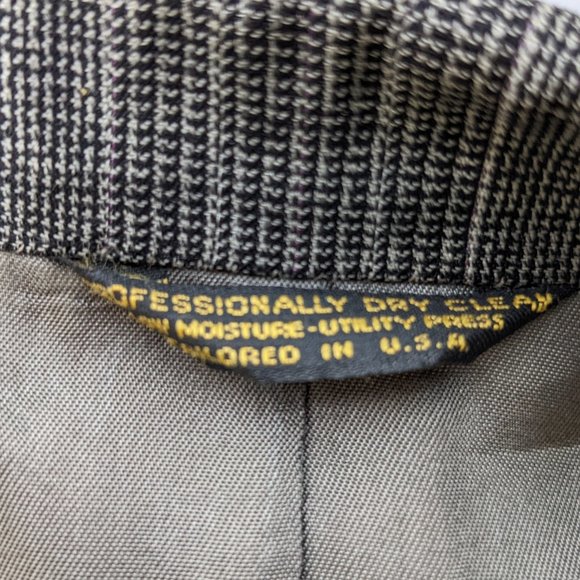 PROFESSIONALLY DRY CLEAN
MOISTURE-UTILITY PRESS
TAILORED IN U.S.A